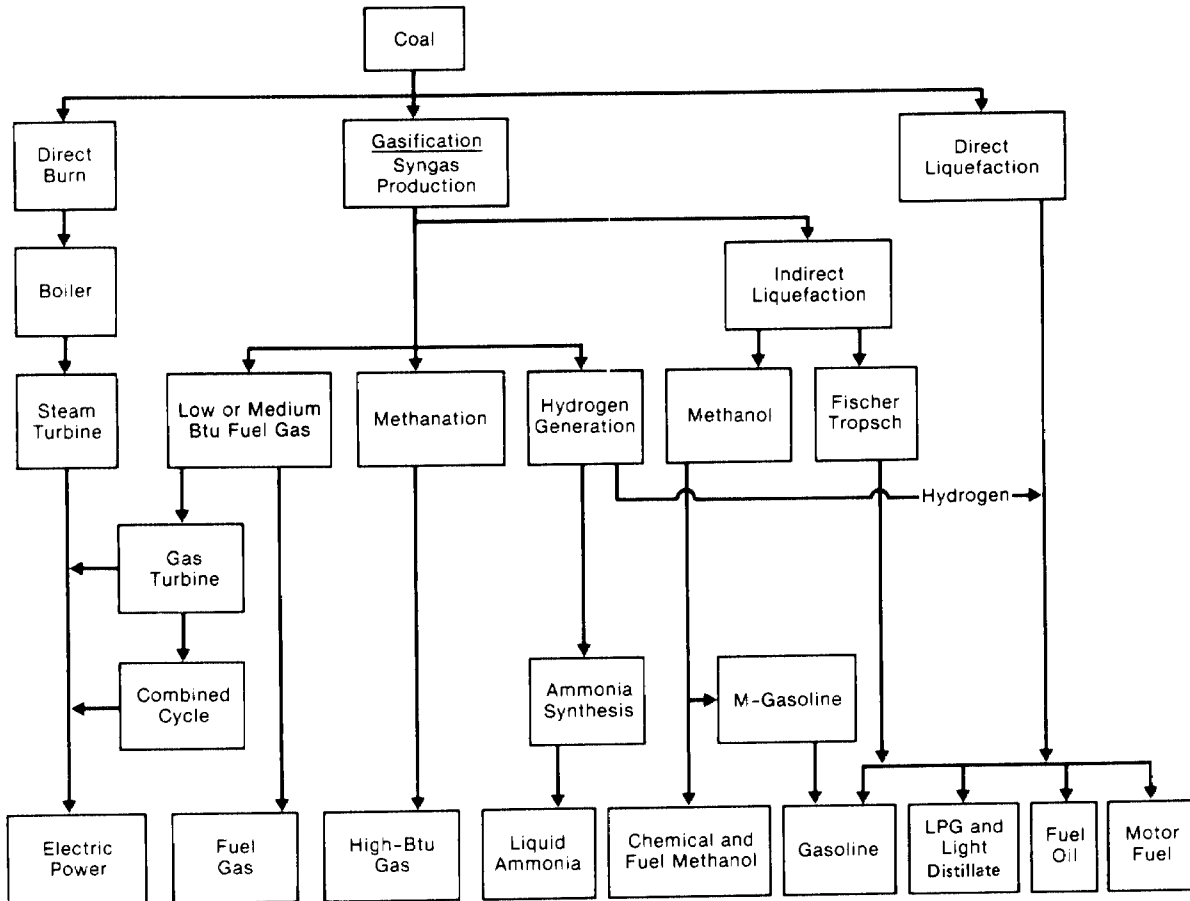 Coal
Direct
Burn
Gasification
Syngas
Production
Direct
Liquefaction
Boiler
Indirect
Liquefaction
Steam
Turbine
Low or Medium
Btu Fuel Gas
Methanation
Hydrogen
Generation
Methanol
Fischer
Tropsch
Hydrogen
Gas
Turbine
Combined
Cycle
Ammonia
Synthesis
M-Gasoline
Electric
Power
Fuel
Gas
High-Btu
Gas
Liquid
Ammonia
Chemical and
Fuel Methanol
Gasoline
LPG and
Light
Distillate
Fuel
Oil
Motor
Fuel